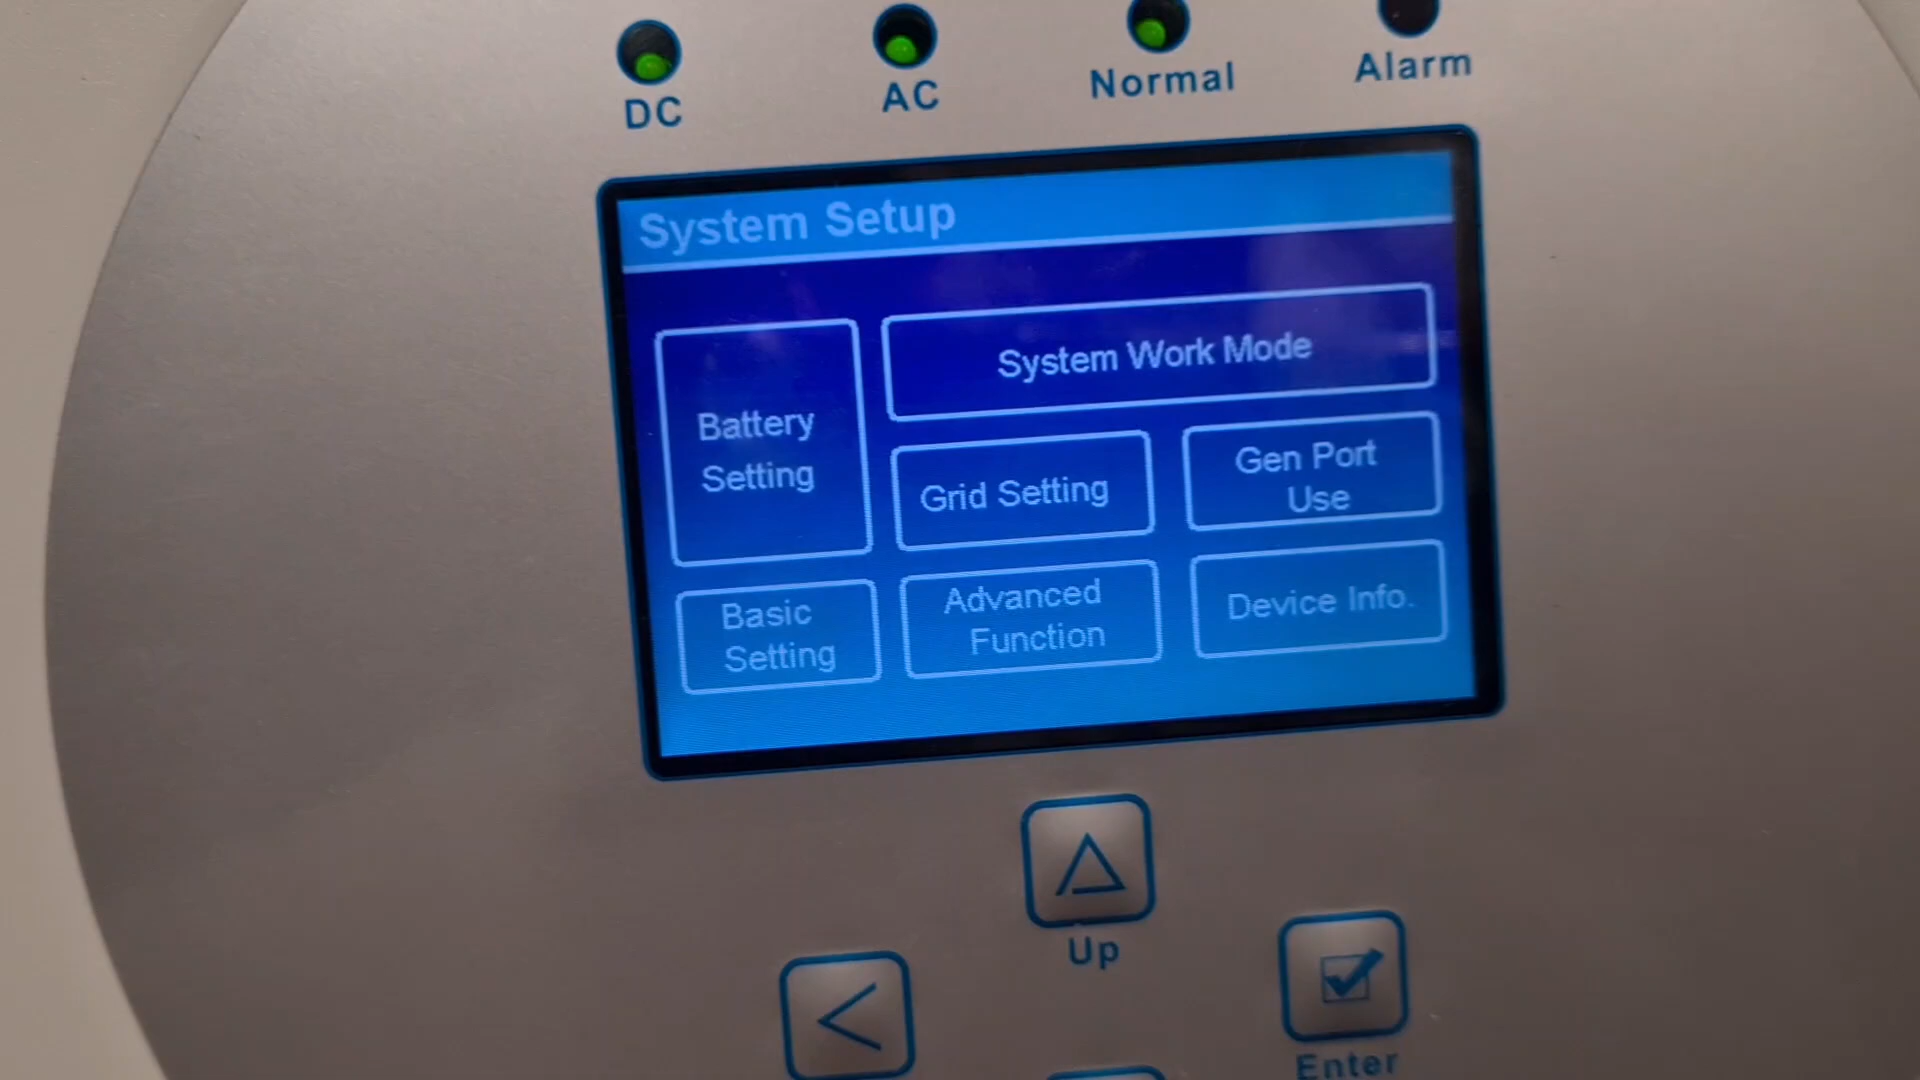 DC
AC
Normal
Alarm
System Setup
Battery
Setting
System Work Mode
Grid Setting
Gen Port
Use
Basic
Setting
Advanced
Function
Device Info.
Up
Enter